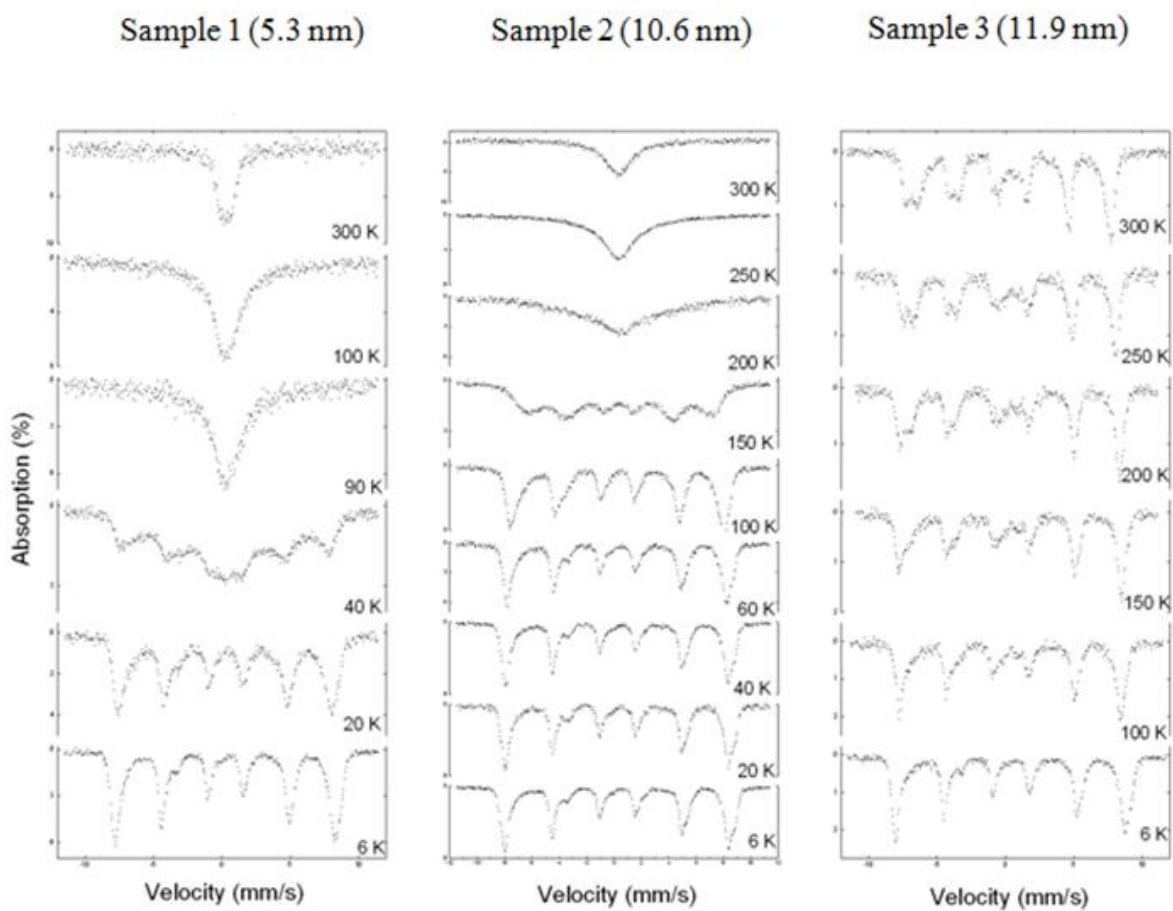 Sample 1 (5.3 nm)
Sample 2 (10.6 nm)
Sample 3 (11.9 nm)
Absorption (%)
300 K
100 K
90 K
40 K
20 K
6 K
300 K
250 K
200 K
150 K
100 K
60 K
40 K
20 K
6 K
300 K
250 K
200 K
150 K
100 K
6 K
Velocity (mm/s)
Velocity (mm/s)
Velocity (mm/s)